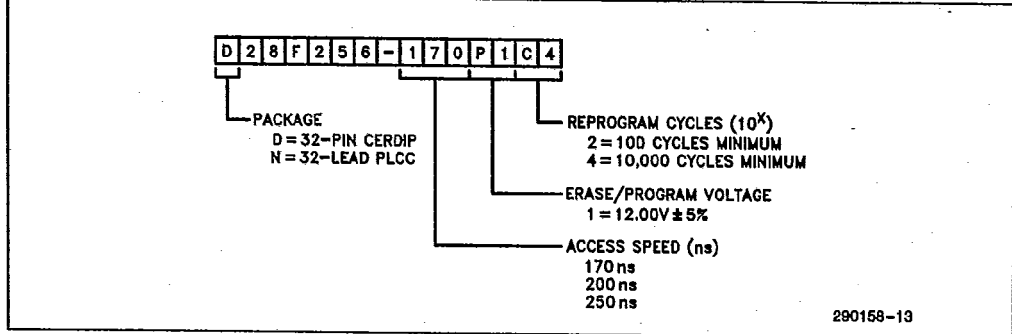 D28F256-170P1C4
PACKAGE
D = 32-PIN CERDIP
N = 32-LEAD PLCC
REPROGRAM CYCLES (10^X)
2 = 100 CYCLES MINIMUM
4 = 10,000 CYCLES MINIMUM
ERASE/PROGRAM VOLTAGE
1 = 12.00V ± 5%
ACCESS SPEED (ns)
170 ns
200 ns
250 ns
290158-13